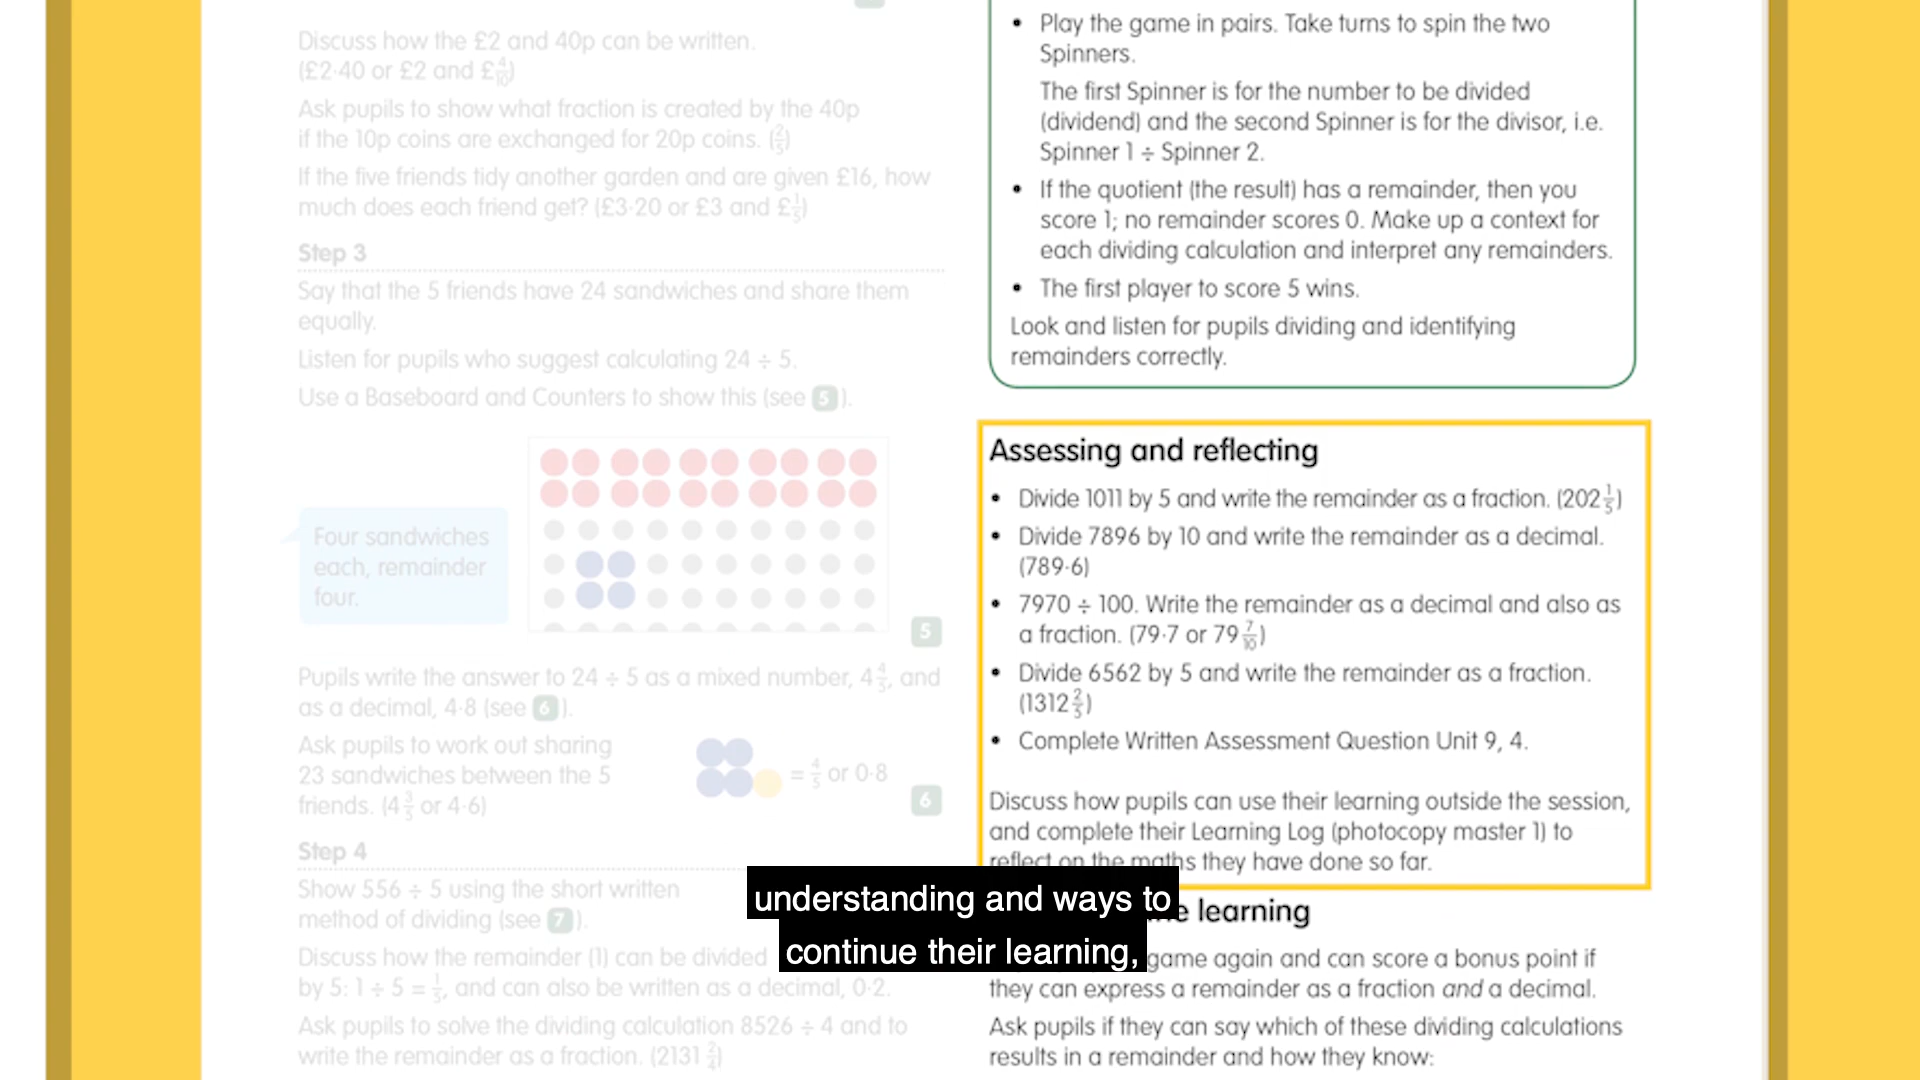 Discuss how the £2 and 40p can be written.
(£2·40 or £2 and £4/10)
Ask pupils to show what fraction is created by the 40p
if the 10p coins are exchanged for 20p coins. (2/5)
If the five friends tidy another garden and are given £16, how
much does each friend get? (£3·20 or £3 and £1/5)
Step 3
Say that the 5 friends have 24 sandwiches and share them
equally.
Listen for pupils who suggest calculating 24 ÷ 5.
Use a Baseboard and Counters to show this (see 5 ).
Four sandwiches
each, remainder
four.
5
Pupils write the answer to 24 ÷ 5 as a mixed number, 4 4/5, and
as a decimal, 4·8 (see 6 ).
Ask pupils to work out sharing
23 sandwiches between the 5
friends. (4 3/5 or 4·6)
= 4/5 or 0·8
6
Step 4
Show 556 ÷ 5 using the short written
method of dividing (see 7 ).
Discuss how the remainder (1) can be divided
by 5: 1 ÷ 5 = 1/5, and can also be written as a decimal, 0·2.
Ask pupils to solve the dividing calculation 8526 ÷ 4 and to
write the remainder as a fraction. (2131 2/4)
• Play the game in pairs. Take turns to spin the two
Spinners.
The first Spinner is for the number to be divided
(dividend) and the second Spinner is for the divisor, i.e.
Spinner 1 ÷ Spinner 2.
• If the quotient (the result) has a remainder, then you
score 1; no remainder scores 0. Make up a context for
each dividing calculation and interpret any remainders.
• The first player to score 5 wins.
Look and listen for pupils dividing and identifying
remainders correctly.
Assessing and reflecting
• Divide 1011 by 5 and write the remainder as a fraction. (202 1/5)
• Divide 7896 by 10 and write the remainder as a decimal.
(789·6)
• 7970 ÷ 100. Write the remainder as a decimal and also as
a fraction. (79·7 or 79 7/10)
• Divide 6562 by 5 and write the remainder as a fraction.
(1312 2/5)
• Complete Written Assessment Question Unit 9, 4.
Discuss how pupils can use their learning outside the session,
and complete their Learning Log (photocopy master 1) to
reflect on the maths they have done so far.
learning
game again and can score a bonus point if
they can express a remainder as a fraction and a decimal.
Ask pupils if they can say which of these dividing calculations
results in a remainder and how they know:
understanding and ways to
continue their learning,